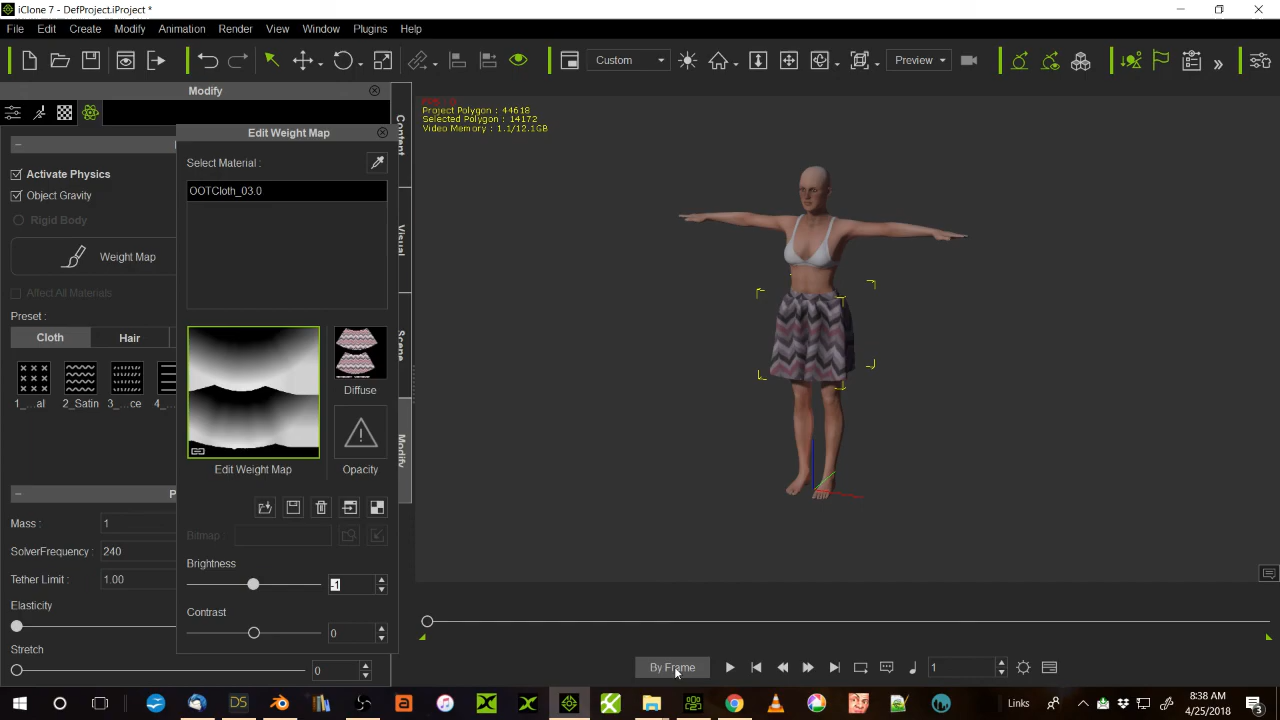 iClone 7 - DefProject.iProject *
File Edit Create Modify Animation Render View Window Plugins Help
Custom
Preview
Modify
Content
Visual
Scene
Modify
Edit Weight Map
Select Material :
OOTCloth_03.0
Activate Physics
Object Gravity
Rigid Body
Weight Map
Affect All Materials
Preset :
Cloth Hair
1_...al 2_Satin 3_...ce 4_...
Diffuse
Opacity
Edit Weight Map
Bitmap
Brightness
-1
Contrast
0
Mass : 1
SolverFrequency : 240
Tether Limit : 1.00
Elasticity
Stretch
0
Project Polygon : 44618
Selected Polygon : 14172
Video Memory : 1.1/12.1GB
By Frame
1
Links
8:38 AM
4/25/2018
3